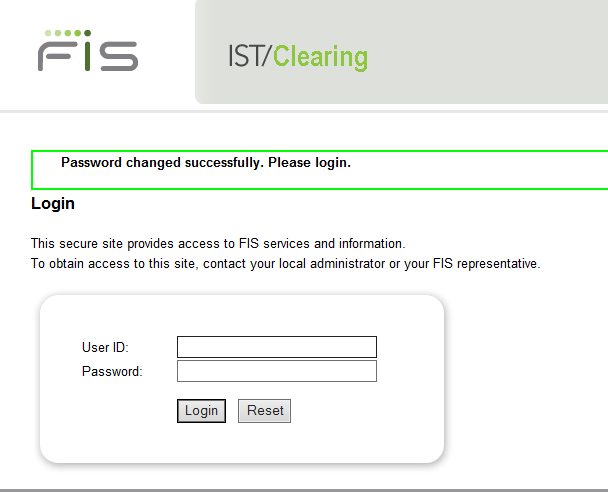 FIS
IST/Clearing
Password changed successfully. Please login.
Login
This secure site provides access to FIS services and information.
To obtain access to this site, contact your local administrator or your FIS representative.
User ID:
Password:
Login Reset